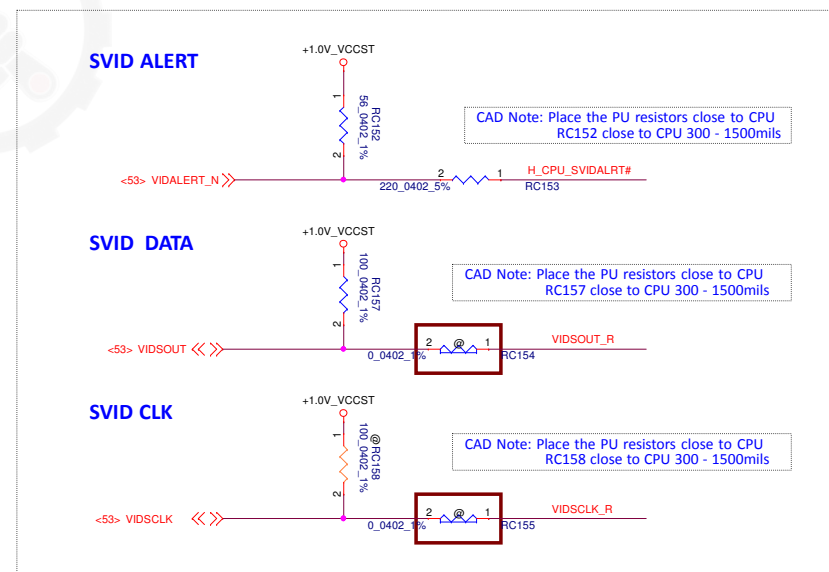 SVID ALERT
+1.0V_VCCST
1
RC152
56_0402_1%
2
CAD Note: Place the PU resistors close to CPU
RC152 close to CPU 300 - 1500mils
<53> VIDALERT_N
2
1
H_CPU_SVIDALRT#
220_0402_5%
RC153
SVID DATA
+1.0V_VCCST
1
RC157
100_0402_1%
2
CAD Note: Place the PU resistors close to CPU
RC157 close to CPU 300 - 1500mils
<53> VIDSOUT
2
@
1
VIDSOUT_R
0_0402_1%
RC154
SVID CLK
+1.0V_VCCST
1
@RC158
100_0402_1%
2
CAD Note: Place the PU resistors close to CPU
RC158 close to CPU 300 - 1500mils
<53> VIDSCLK
2
@
1
VIDSCLK_R
0_0402_1%
RC155